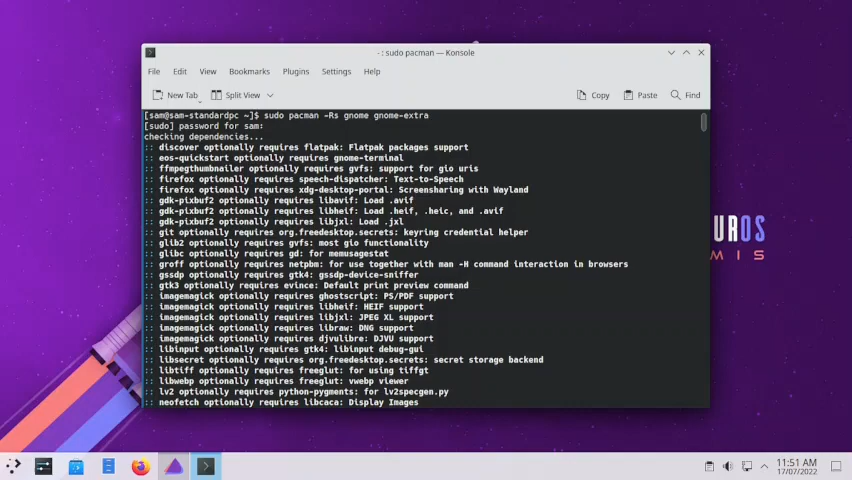 - : sudo pacman — Konsole
File Edit View Bookmarks Plugins Settings Help
New Tab Split View Copy Paste Find
[sam@sam-standardpc ~]$ sudo pacman -Rs gnome gnome-extra
[sudo] password for sam:
checking dependencies...
:: discover optionally requires flatpak: Flatpak packages support
:: eos-quickstart optionally requires gnome-terminal
:: ffmpegthumbnailer optionally requires gvfs: support for gio uris
:: firefox optionally requires speech-dispatcher: Text-to-Speech
:: firefox optionally requires xdg-desktop-portal: Screensharing with Wayland
:: gdk-pixbuf2 optionally requires libavif: Load .avif
:: gdk-pixbuf2 optionally requires libheif: Load .heif, .heic, and .avif
:: gdk-pixbuf2 optionally requires libjxl: Load .jxl
:: git optionally requires org.freedesktop.secrets: keyring credential helper
:: glib2 optionally requires gvfs: most gio functionality
:: glibc optionally requires gd: for memusagestat
:: groff optionally requires netpbm: for use together with man -H command interaction in browsers
:: gssdp optionally requires gtk4: gssdp-device-sniffer
:: gtk3 optionally requires evince: Default print preview command
:: imagemagick optionally requires ghostscript: PS/PDF support
:: imagemagick optionally requires libheif: HEIF support
:: imagemagick optionally requires libjxl: JPEG XL support
:: imagemagick optionally requires libraw: DNG support
:: imagemagick optionally requires djvulibre: DJVU support
:: libinput optionally requires gtk4: libinput debug-gui
:: libsecret optionally requires org.freedesktop.secrets: secret storage backend
:: libtiff optionally requires freeglut: for using tiffgt
:: libwebp optionally requires freeglut: vwebp viewer
:: lv2 optionally requires python-pygments: for lv2specgen.py
:: neofetch optionally requires libcaca: Display Images
UROS
MIS
11:51 AM
17/07/2022